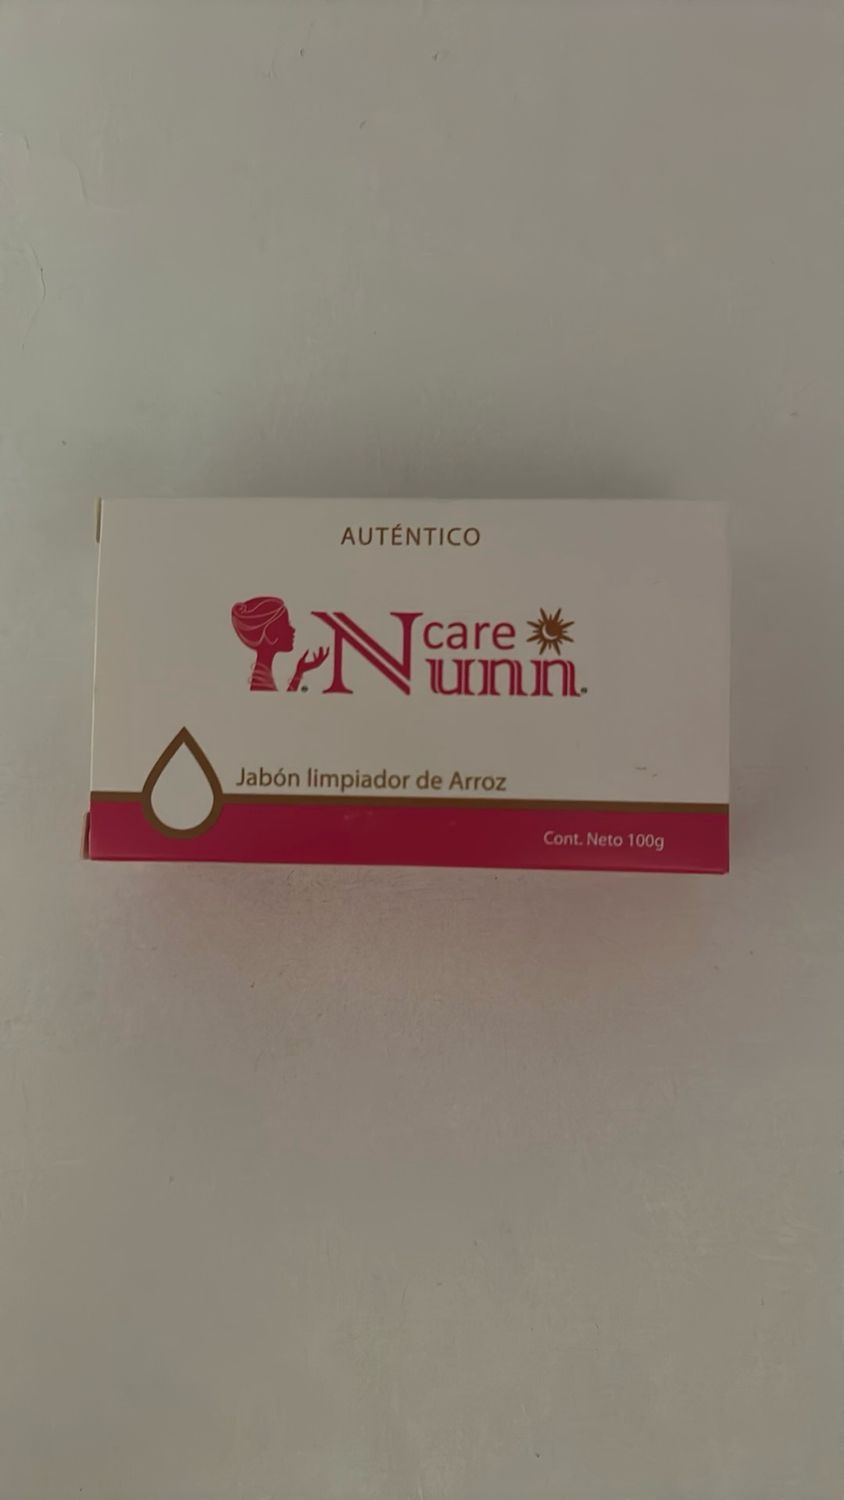 AUTÉNTICO
Nunn care
Jabón limpiador de Arroz
Cont. Neto 100g